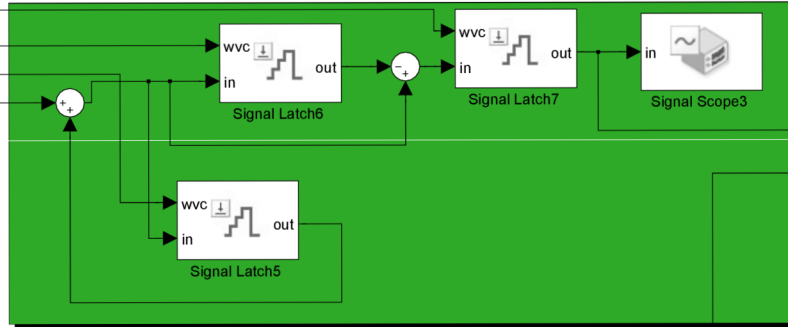 wvc
in
out
Signal Latch6
− +
wvc
in
out
Signal Latch7
in
Signal Scope3
+ +
wvc
in
out
Signal Latch5